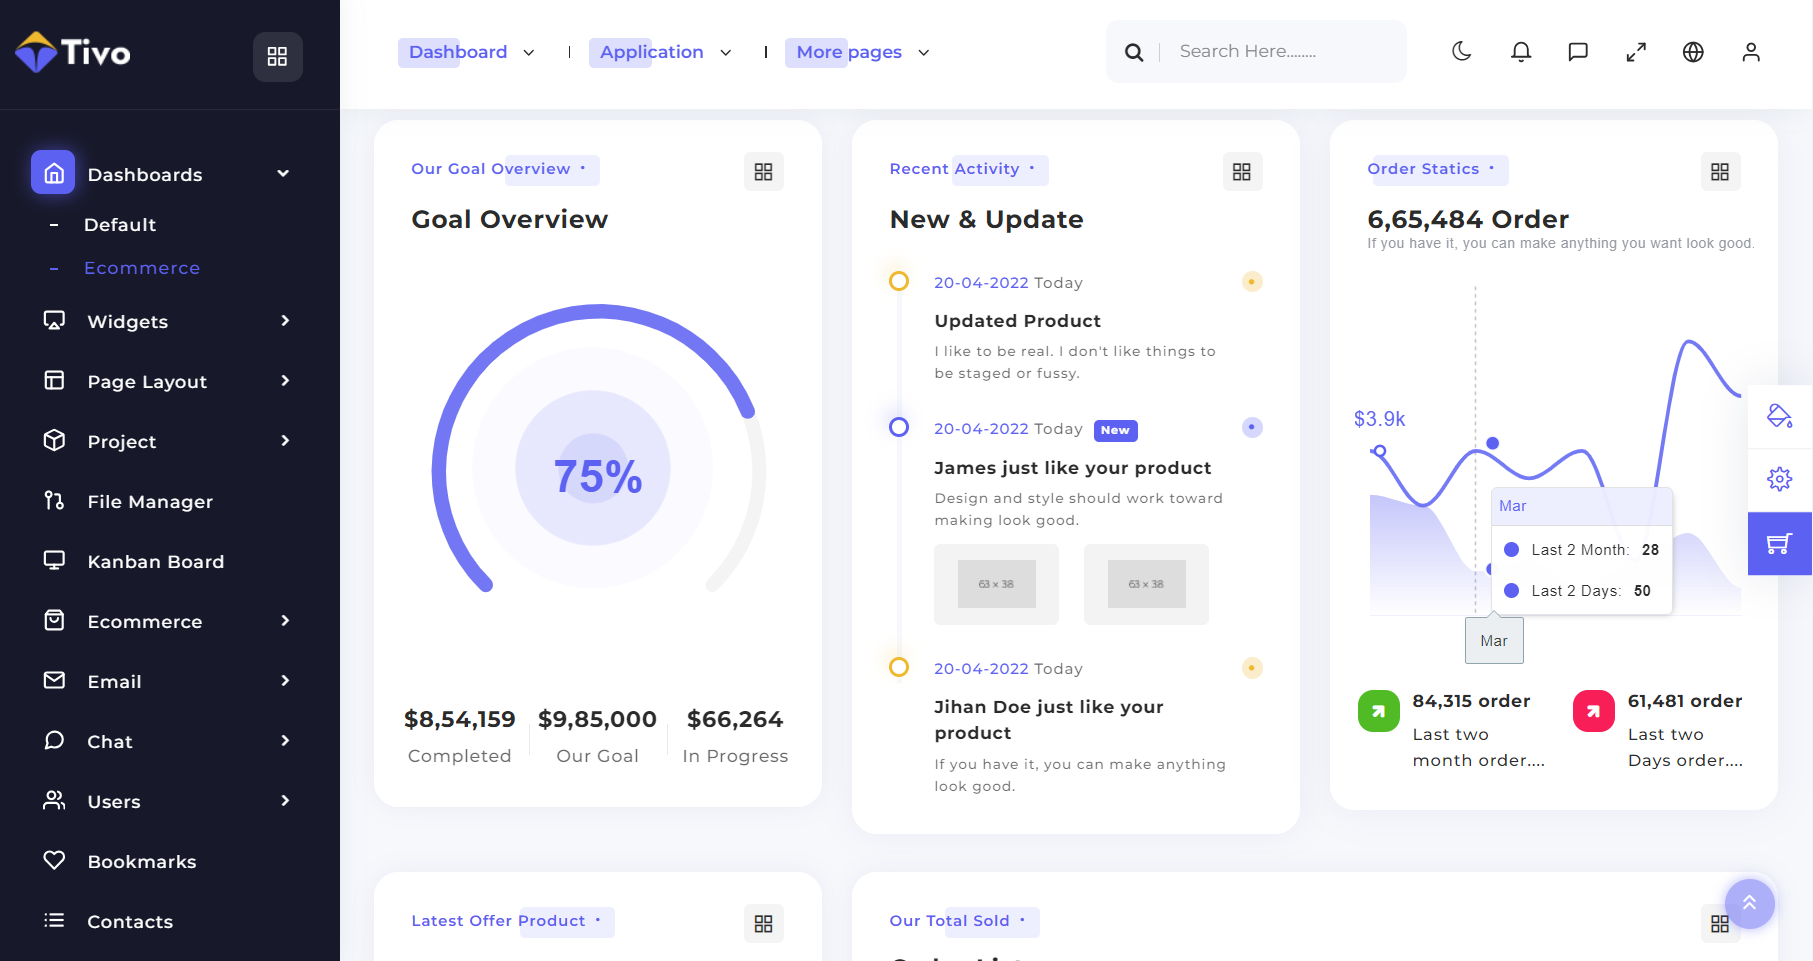 Tivo
Dashboards
Default
Ecommerce
Widgets
Page Layout
Project
File Manager
Kanban Board
Ecommerce
Email
Chat
Users
Bookmarks
Contacts
Dashboard
Application
More pages
Search Here........
Our Goal Overview
Goal Overview
75%
$8,54,159
Completed
$9,85,000
Our Goal
$66,264
In Progress
Recent Activity
New & Update
20-04-2022 Today
Updated Product
I like to be real. I don't like things to
be staged or fussy.
20-04-2022 Today New
James just like your product
Design and style should work toward
making look good.
63 × 38
63 × 38
20-04-2022 Today
Jihan Doe just like your
product
If you have it, you can make anything
look good.
Order Statics
6,65,484 Order
If you have it, you can make anything you want look good.
$3.9k
Mar
Last 2 Month: 28
Last 2 Days: 50
Mar
84,315 order
Last two
month order....
61,481 order
Last two
Days order....
Latest Offer Product
Our Total Sold